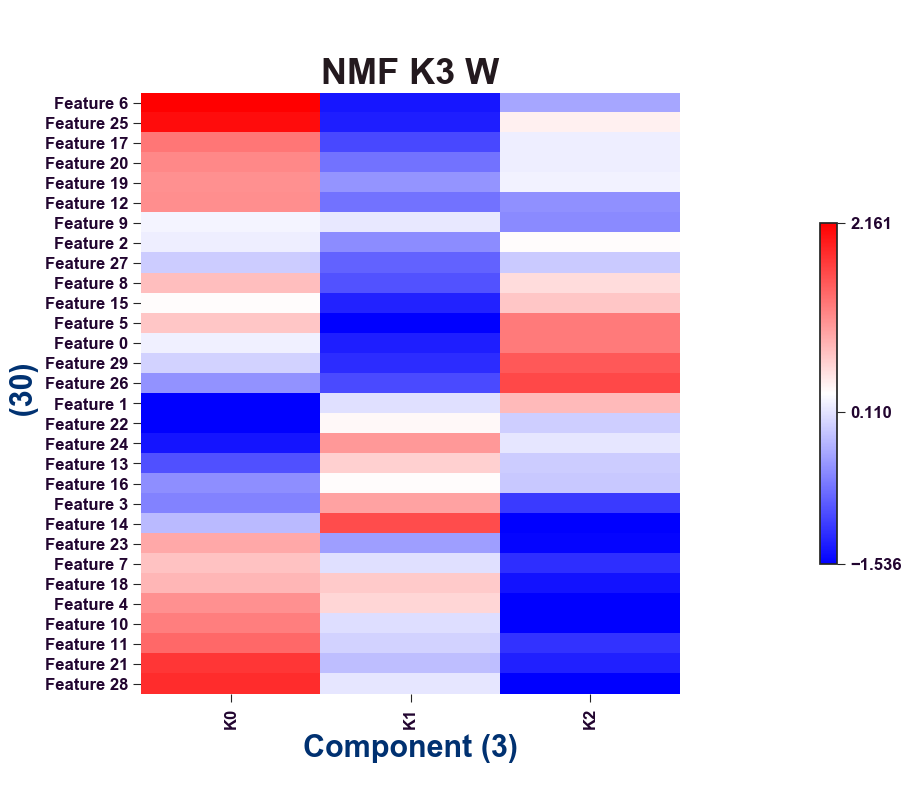 NMF K3 W
Feature 6
Feature 25
Feature 17
Feature 20
Feature 19
Feature 12
Feature 9
Feature 2
Feature 27
Feature 8
Feature 15
Feature 5
Feature 0
Feature 29
Feature 26
Feature 1
Feature 22
Feature 24
Feature 13
Feature 16
Feature 3
Feature 14
Feature 23
Feature 7
Feature 18
Feature 4
Feature 10
Feature 11
Feature 21
Feature 28
(30)
K0
K1
K2
Component (3)
2.161
0.110
−1.536